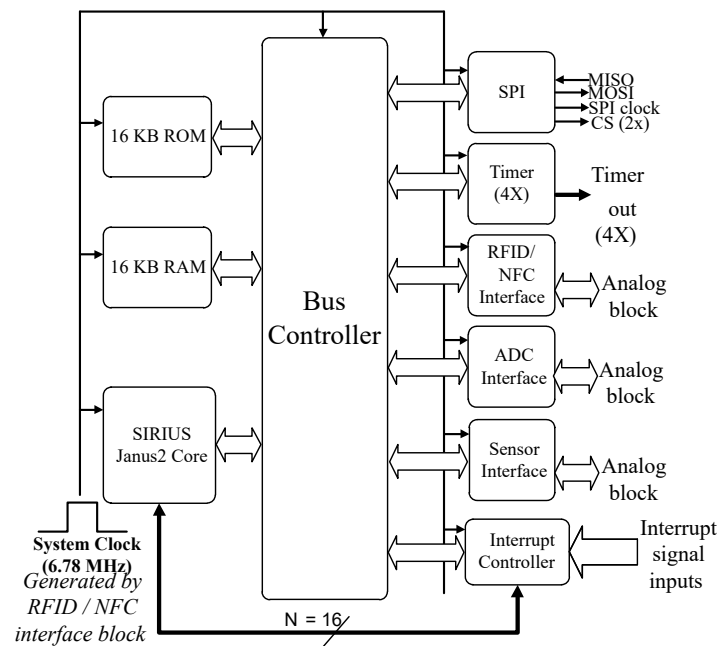 16 KB ROM
16 KB RAM
SIRIUS
Janus2 Core
System Clock
(6.78 MHz)
Generated by
RFID / NFC
interface block
Bus
Controller
N = 16
SPI
MISO
MOSI
SPI clock
CS (2x)
Timer
(4X)
Timer
out
(4X)
RFID/
NFC
Interface
Analog
block
ADC
Interface
Analog
block
Sensor
Interface
Analog
block
Interrupt
Controller
Interrupt
signal
inputs